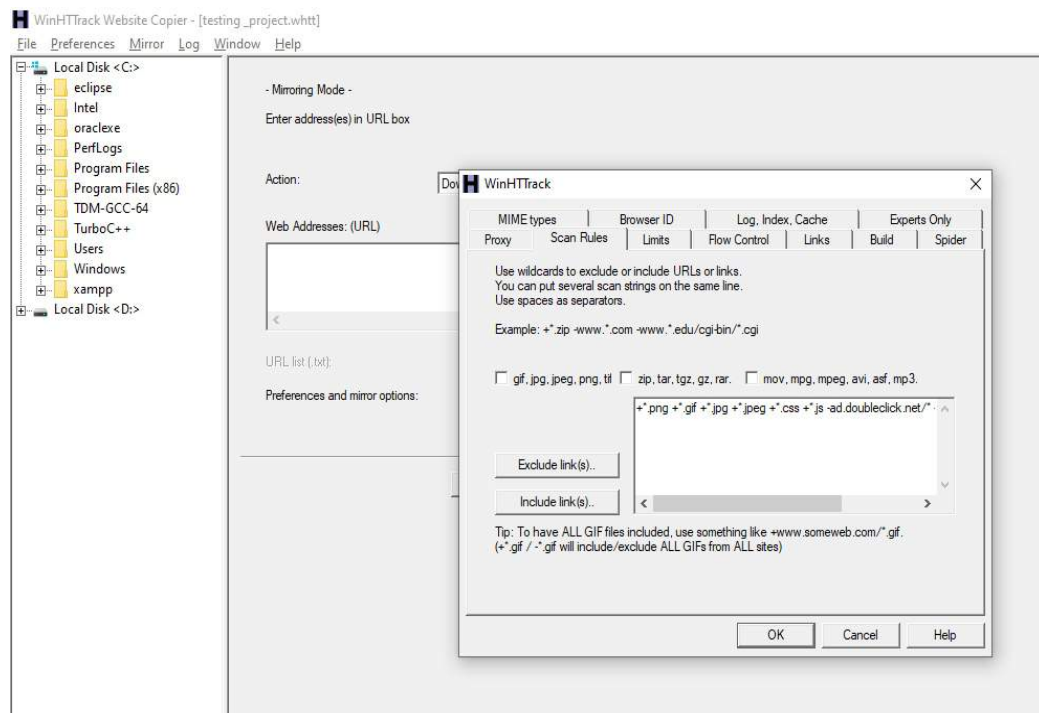 WinHTTrack Website Copier - [testing _project.whtt]
File Preferences Mirror Log Window Help
Local Disk <C:>
eclipse
Intel
oraclexe
PerfLogs
Program Files
Program Files (x86)
TDM-GCC-64
TurboC++
Users
Windows
xampp
Local Disk <D:>
- Mirroring Mode -
Enter address(es) in URL box
Action:
Web Addresses: (URL)
URL list (.txt):
Preferences and mirror options:
WinHTTrack
MIME types Browser ID Log, Index, Cache Experts Only
Proxy Scan Rules Limits Flow Control Links Build Spider
Use wildcards to exclude or include URLs or links.
You can put several scan strings on the same line.
Use spaces as separators.
Example: +*.zip -www.*.com -www.*.edu/cgi-bin/*.cgi
gif, jpg, jpeg, png, tif zip, tar, tgz, gz, rar. mov, mpg, mpeg, avi, asf, mp3.
+*.png +*.gif +*.jpg +*.jpeg +*.css +*.js -ad.doubleclick.net/*
Exclude link(s)..
Include link(s)..
Tip: To have ALL GIF files included, use something like +www.someweb.com/*.gif.
(+*.gif / -*.gif will include/exclude ALL GIFs from ALL sites)
OK Cancel Help